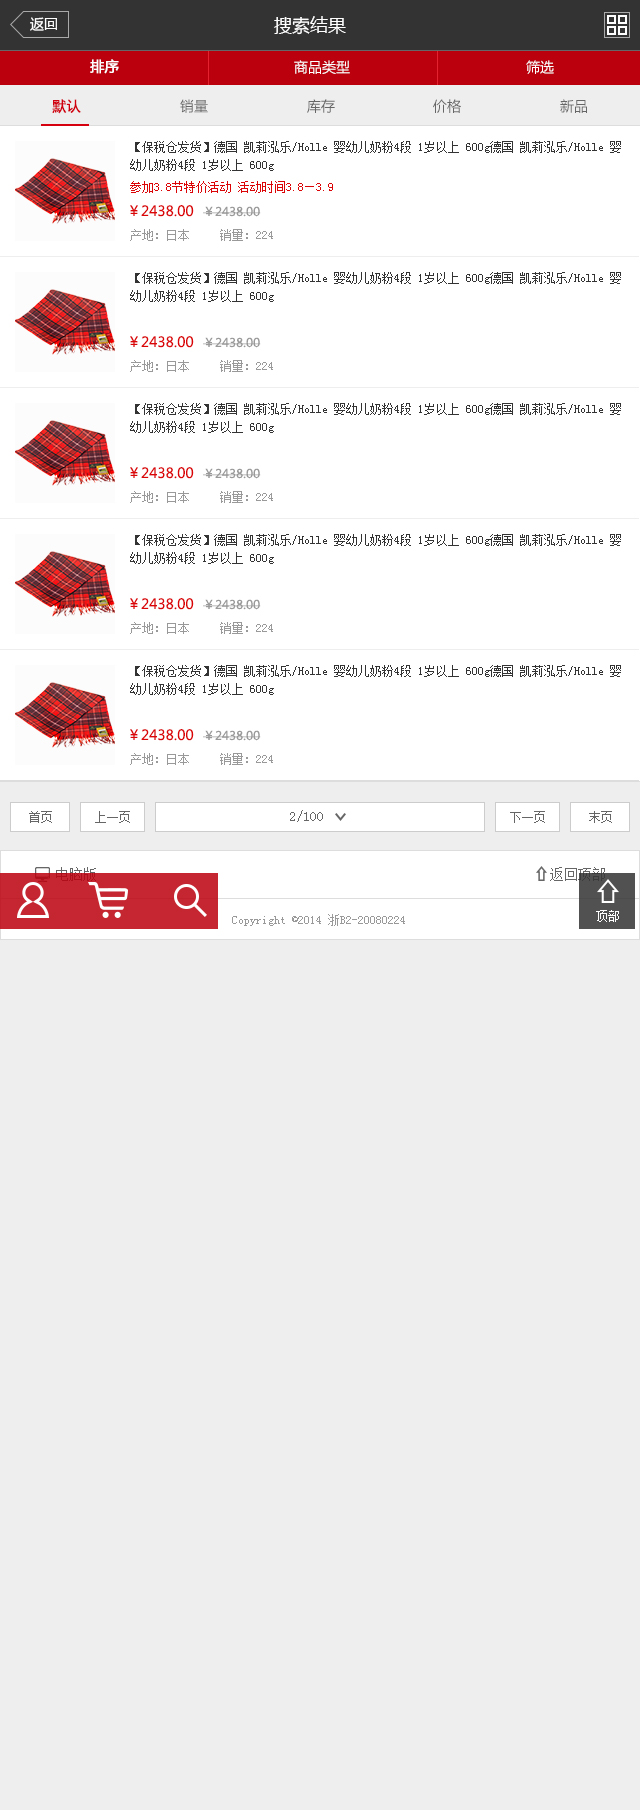 返回
搜索结果
排序
商品类型
筛选
默认
销量
库存
价格
新品
【保税仓发货】德国 凯莉泓乐/Holle 婴幼儿奶粉4段 1岁以上 600g德国 凯莉泓乐/Holle 婴
幼儿奶粉4段 1岁以上 600g
参加3.8节特价活动 活动时间3.8—3.9
¥2438.00 ¥2438.00
产地：日本 销量：224
【保税仓发货】德国 凯莉泓乐/Holle 婴幼儿奶粉4段 1岁以上 600g德国 凯莉泓乐/Holle 婴
幼儿奶粉4段 1岁以上 600g
¥2438.00 ¥2438.00
产地：日本 销量：224
【保税仓发货】德国 凯莉泓乐/Holle 婴幼儿奶粉4段 1岁以上 600g德国 凯莉泓乐/Holle 婴
幼儿奶粉4段 1岁以上 600g
¥2438.00 ¥2438.00
产地：日本 销量：224
【保税仓发货】德国 凯莉泓乐/Holle 婴幼儿奶粉4段 1岁以上 600g德国 凯莉泓乐/Holle 婴
幼儿奶粉4段 1岁以上 600g
¥2438.00 ¥2438.00
产地：日本 销量：224
【保税仓发货】德国 凯莉泓乐/Holle 婴幼儿奶粉4段 1岁以上 600g德国 凯莉泓乐/Holle 婴
幼儿奶粉4段 1岁以上 600g
¥2438.00 ¥2438.00
产地：日本 销量：224
首页
上一页
2/100
下一页
末页
电脑版
返回顶部
顶部
Copyright ©2014 浙B2-20080224